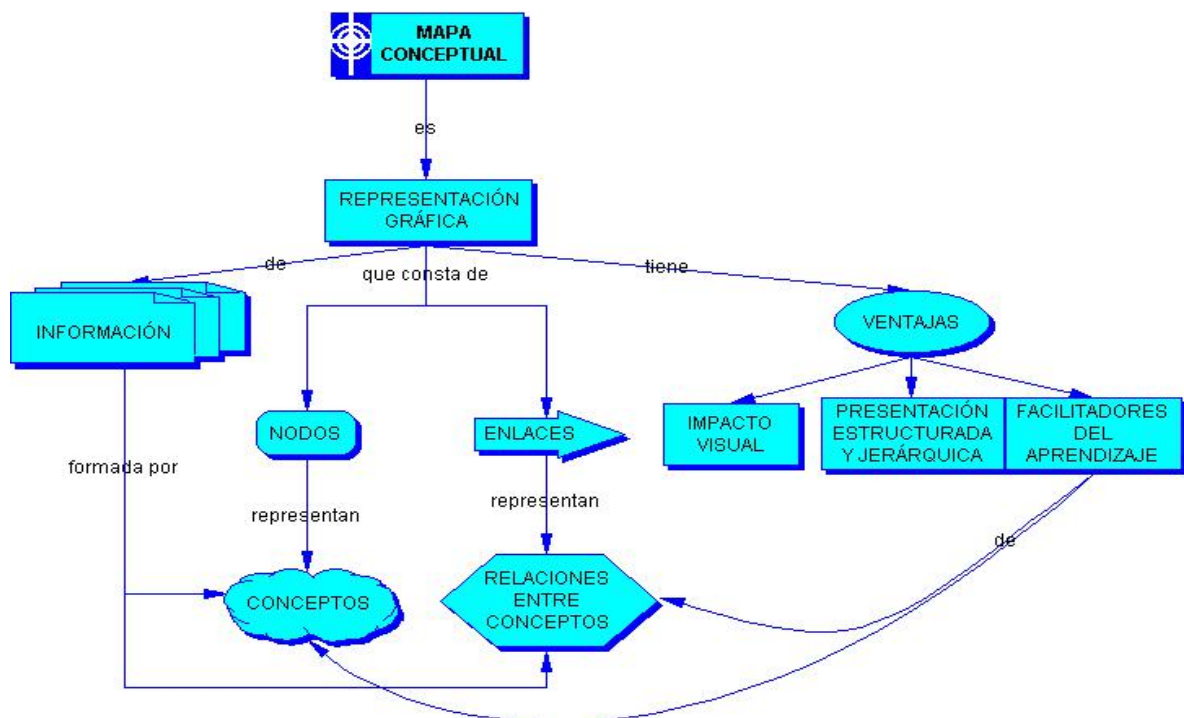 MAPA
CONCEPTUAL
es
REPRESENTACIÓN
GRÁFICA
de
que consta de
tiene
INFORMACIÓN
VENTAJAS
NODOS
ENLACES
IMPACTO
VISUAL
PRESENTACIÓN
ESTRUCTURADA
Y JERÁRQUICA
FACILITADORES
DEL
APRENDIZAJE
formada por
representan
representan
de
CONCEPTOS
RELACIONES
ENTRE
CONCEPTOS